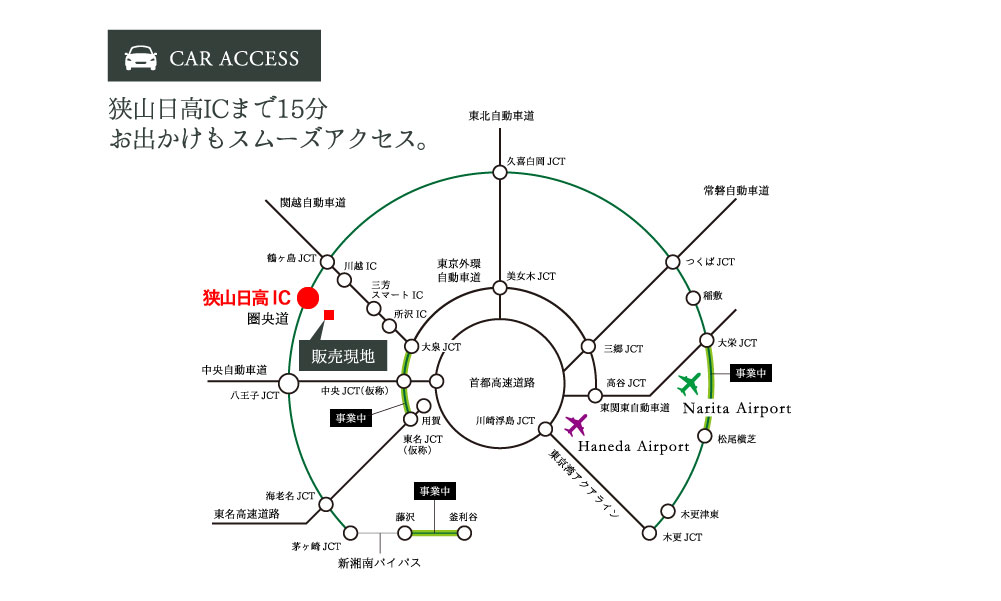 CAR ACCESS
狭山日高ICまで15分
お出かけもスムーズアクセス。
東北自動車道
久喜白岡 JCT
常磐自動車道
関越自動車道
鶴ヶ島 JCT
川越 IC
東京外環
自動車道
美女木 JCT
つくば JCT
三芳
スマート IC
稲敷
狭山日高 IC
圏央道
所沢 IC
販売現地
大泉 JCT
三郷 JCT
大栄 JCT
中央自動車道
八王子 JCT
中央 JCT(仮称)
首都高速道路
高谷 JCT
事業中
東関東自動車道
Narita Airport
事業中
用賀
川崎浮島 JCT
東名 JCT
(仮称)
Haneda Airport
松尾横芝
東京湾アクアライン
海老名 JCT
事業中
東名高速道路
藤沢
釜利谷
木更津東
茅ヶ崎 JCT
木更 JCT
新湘南バイパス